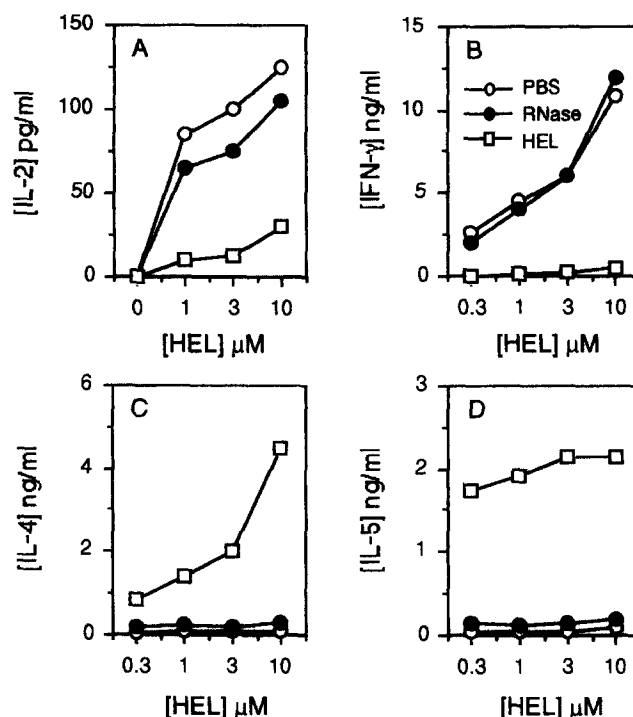 A
[IL-2] pg/ml
150
100
50
0
0 1 3 10
[HEL] µM
B
PBS
RNase
HEL
[IFN-γ] ng/ml
15
10
5
0
0.3 1 3 10
[HEL] µM
C
[IL-4] ng/ml
6
4
2
0
0.3 1 3 10
[HEL] µM
D
[IL-5] ng/ml
3
2
1
0
0.3 1 3 10
[HEL] µM